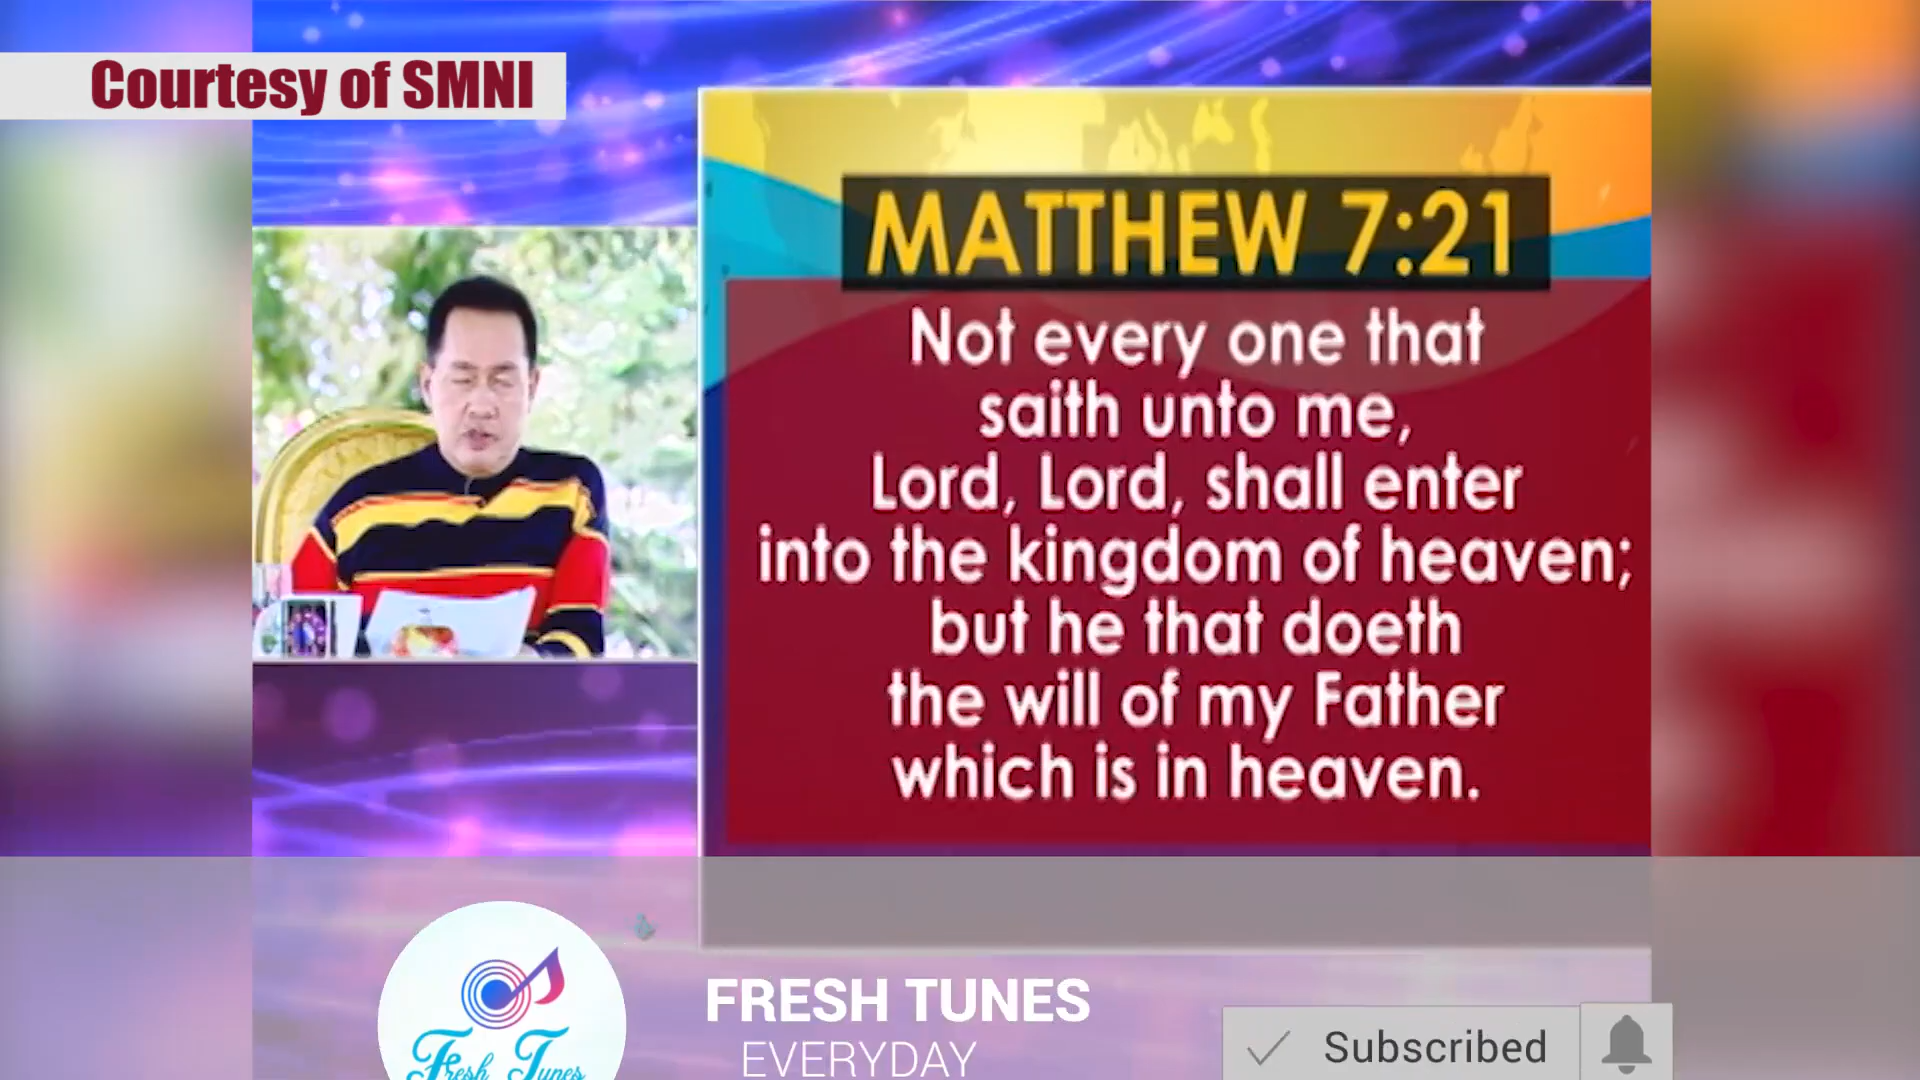 Courtesy of SMNI
MATTHEW 7:21
Not every one that
saith unto me,
Lord, Lord, shall enter
into the kingdom of heaven;
but he that doeth
the will of my Father
which is in heaven.
Fresh Tunes
FRESH TUNES
EVERYDAY
Subscribed